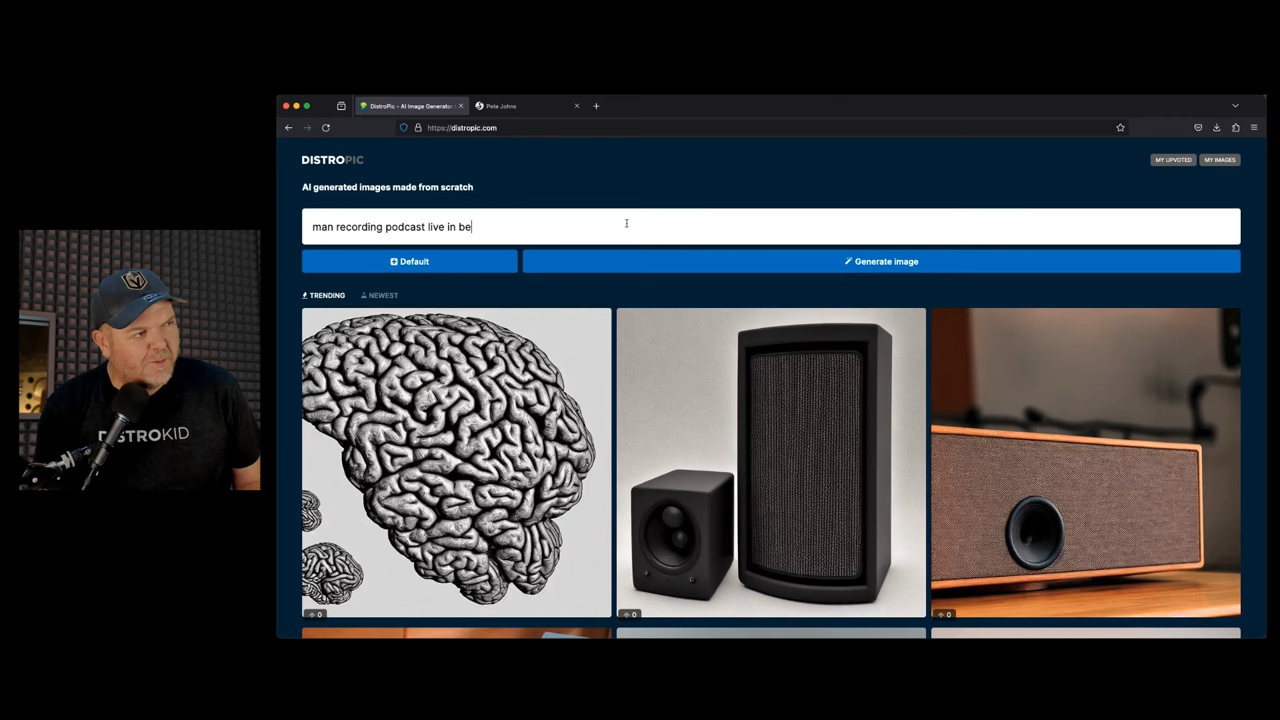 DistroPic - AI Image Generator
Pete Johns
https://distropic.com
DISTROPIC
MY UPVOTED
MY IMAGES
AI generated images made from scratch
man recording podcast live in be
Default
Generate image
TRENDING
NEWEST
DISTROKID
0
0
0